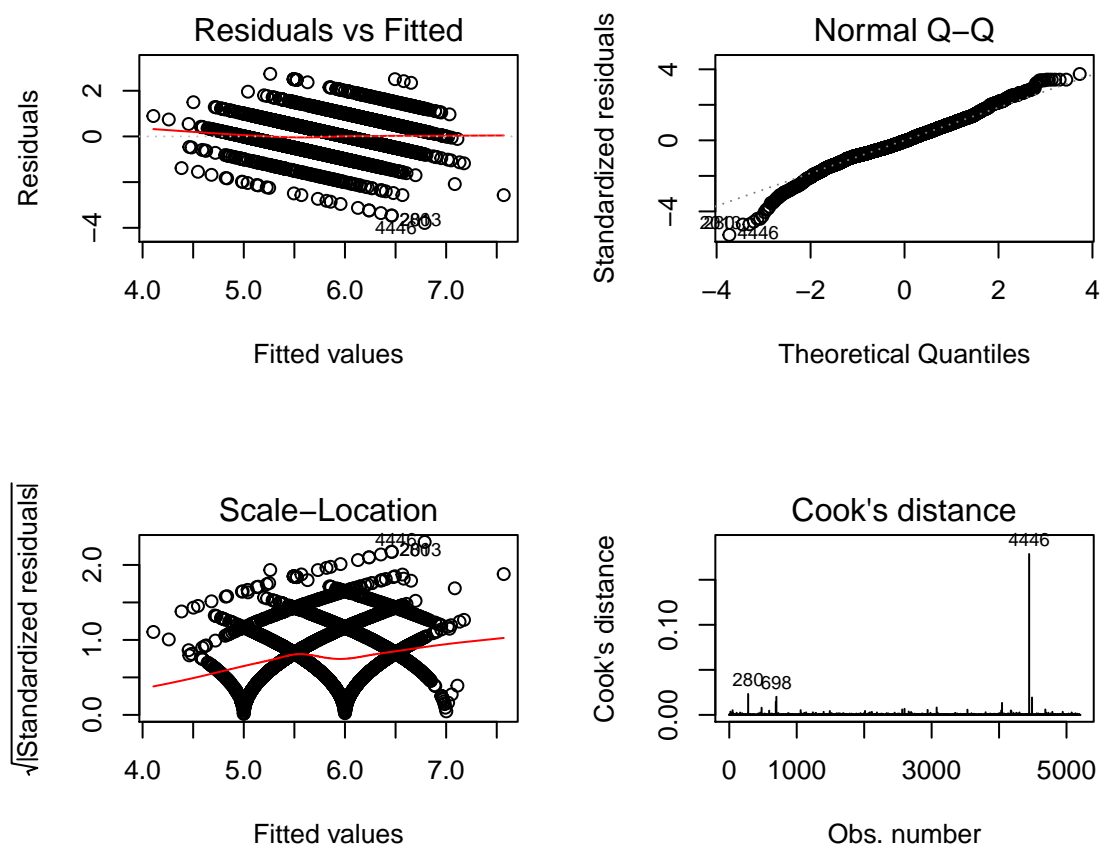 Residuals vs Fitted
Residuals
2
0
−4
4446
4.0 5.0 6.0 7.0
Fitted values
Normal Q−Q
Standardized residuals
4
0
−4
4446
−4 −2 0 2 4
Theoretical Quantiles
Scale−Location
√|Standardized residuals|
2.0
1.0
0.0
4446
4.0 5.0 6.0 7.0
Fitted values
Cook's distance
Cook's distance
0.10
0.00
4446
280 698
0 1000 3000 5000
Obs. number